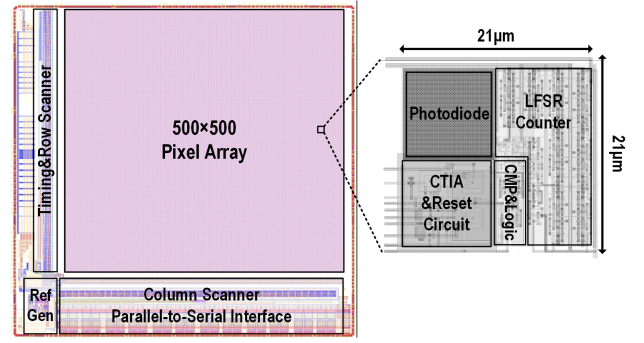 Timing&Row Scanner
500×500
Pixel Array
Ref
Gen
Column Scanner
Parallel-to-Serial Interface
21µm
Photodiode
LFSR
Counter
CTIA
&Reset
Circuit
CMP&Logic
21µm